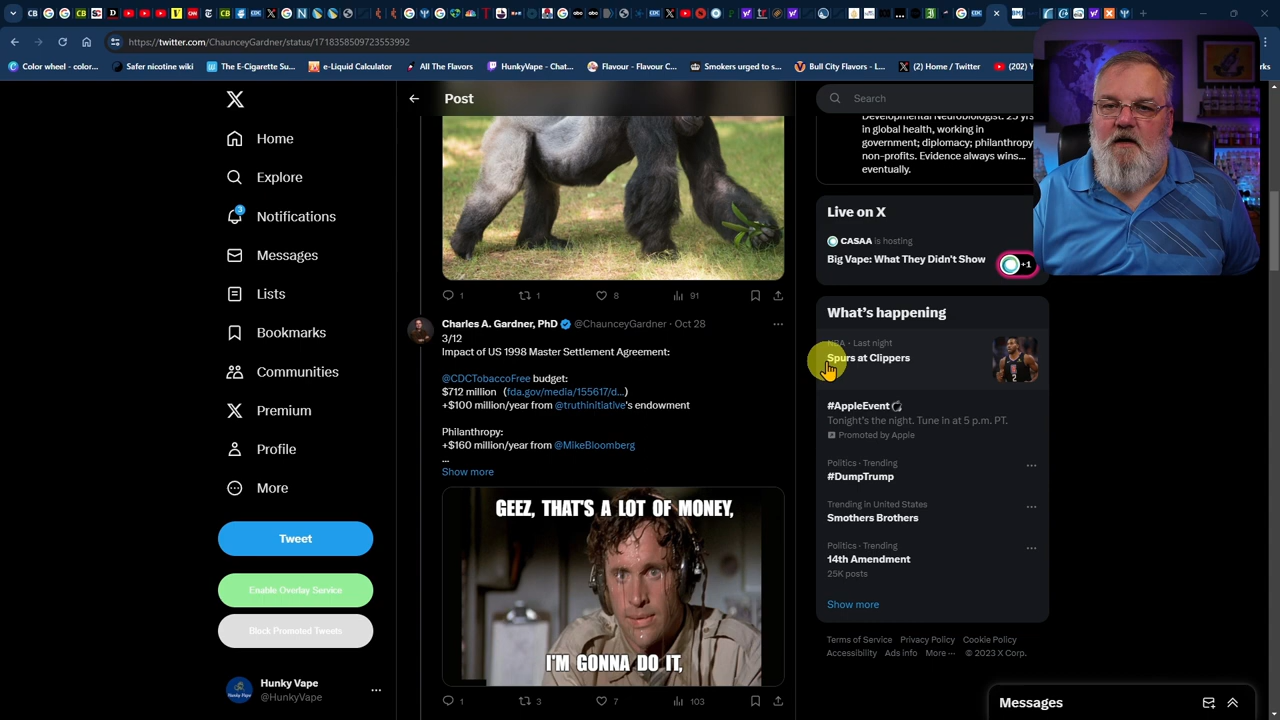 https://twitter.com/ChaunceyGardner/status/1718358509723553992
Color wheel - color...
Safer nicotine wiki
The E-Cigarette Su...
e-Liquid Calculator
All The Flavors
HunkyVape - Chat...
Flavour – Flavour C...
Smokers urged to s...
Bull City Flavors – L...
(2) Home / Twitter
Post
Search
Home
Explore
3
Notifications
Messages
Lists
Bookmarks
Communities
Premium
Profile
More
Tweet
Enable Overlay Service
Block Promoted Tweets
Hunky Vape
@HunkyVape
1
1
8
91
Charles A. Gardner, PhD @ChaunceyGardner · Oct 28
3/12
Impact of US 1998 Master Settlement Agreement:
@CDCTobaccoFree budget:
$712 million (fda.gov/media/155617/d...)
+$100 million/year from @truthinitiative's endowment
Philanthropy:
+$160 million/year from @MikeBloomberg
...
Show more
GEEZ, THAT'S A LOT OF MONEY,
I'M GONNA DO IT,
1
3
7
103
Developmental Neurobiologist. 25 yrs
in global health, working in
government; diplomacy; philanthropy
non-profits. Evidence always wins...
eventually.
Live on X
CASAA is hosting
Big Vape: What They Didn't Show
+1
What's happening
NBA · Last night
Spurs at Clippers
#AppleEvent
Tonight's the night. Tune in at 5 p.m. PT.
Promoted by Apple
Politics · Trending
#DumpTrump
Trending in United States
Smothers Brothers
Politics · Trending
14th Amendment
25K posts
Show more
Terms of Service Privacy Policy Cookie Policy
Accessibility Ads info More ··· © 2023 X Corp.
Messages